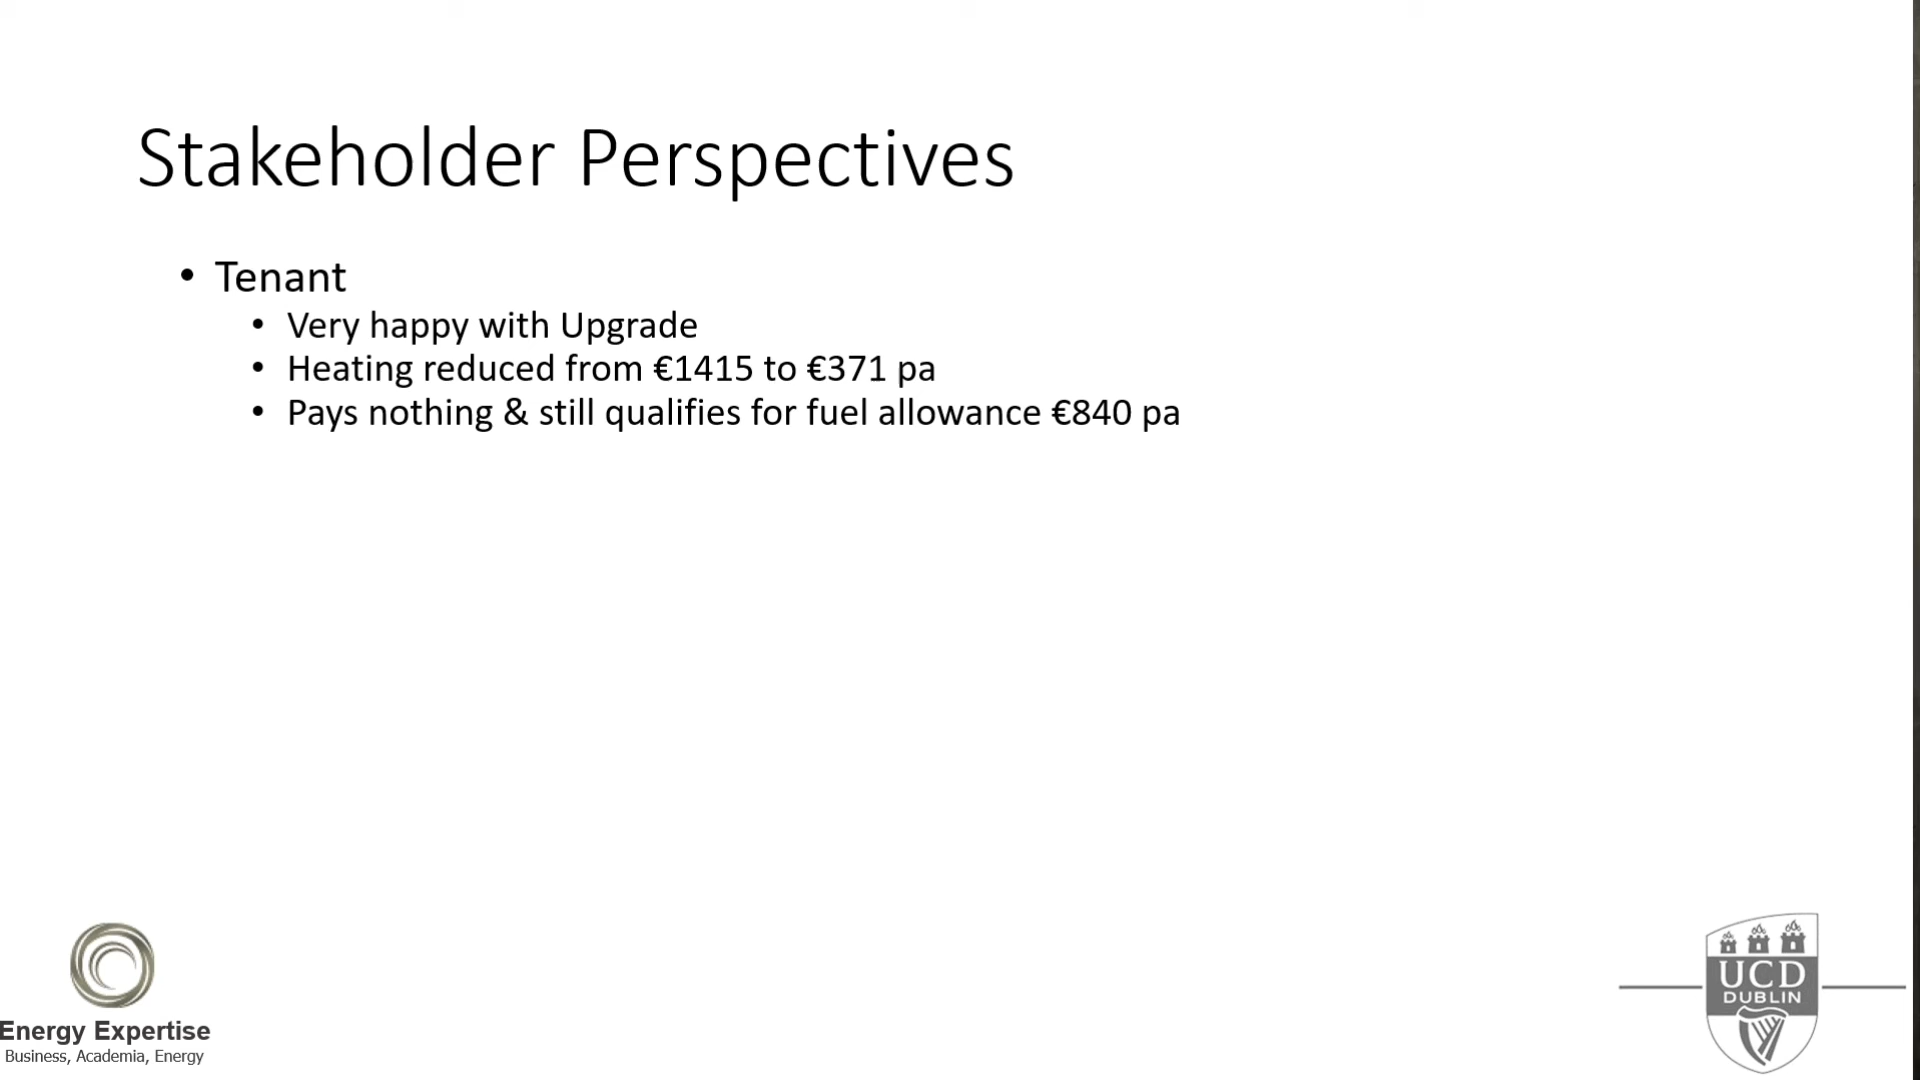 Stakeholder Perspectives
• Tenant
• Very happy with Upgrade
• Heating reduced from €1415 to €371 pa
• Pays nothing & still qualifies for fuel allowance €840 pa
Energy Expertise
Business, Academia, Energy
UCD
DUBLIN